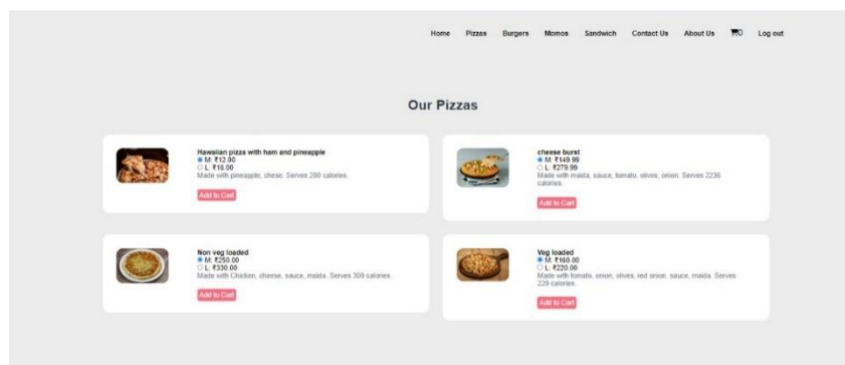 Home Pizzas Burgers Momos Sandwich Contact Us About Us 0 Log out
Our Pizzas
Hawaiian pizza with ham and pineapple
M: ₹12.00
L: ₹16.00
Made with pineapple, chese. Serves 200 calories.
Add to Cart
cheese burst
M: ₹149.99
L: ₹279.99
Made with maida, sauce, tomato, olives, onion. Serves 2236
calories.
Add to Cart
Non veg loaded
M: ₹250.00
L: ₹330.00
Made with Chicken, cheese, sauce, maida. Serves 309 calories.
Add to Cart
Veg loaded
M: ₹160.00
L: ₹220.00
Made with tomato, onion, olives, red onion, sauce, maida. Serves
229 calories.
Add to Cart